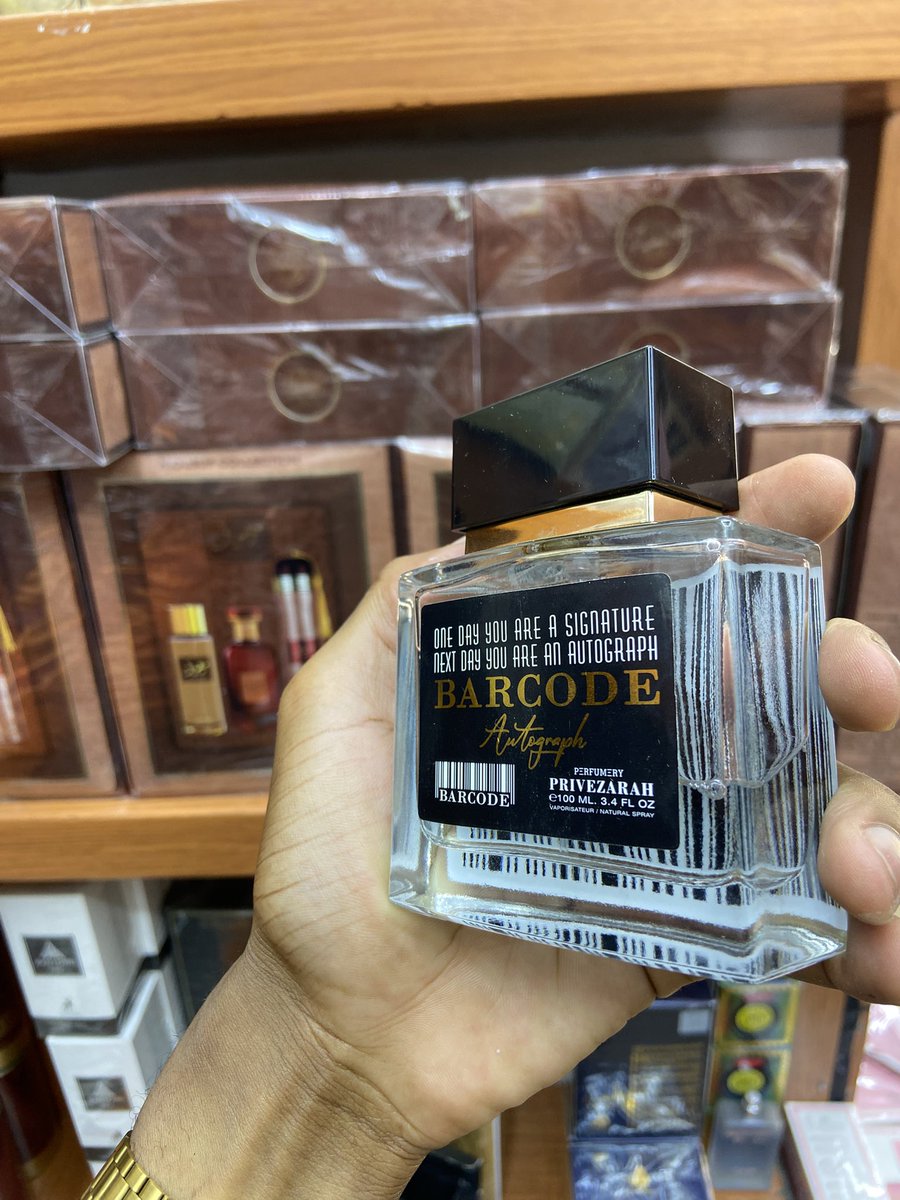 ONE DAY YOU ARE A SIGNATURE
NEXT DAY YOU ARE AN AUTOGRAPH
BARCODE
Autograph
BARCODE
PERFUMERY
PRIVEZARAH
℮100 ML. 3.4 FL OZ
VAPORISATEUR / NATURAL SPRAY